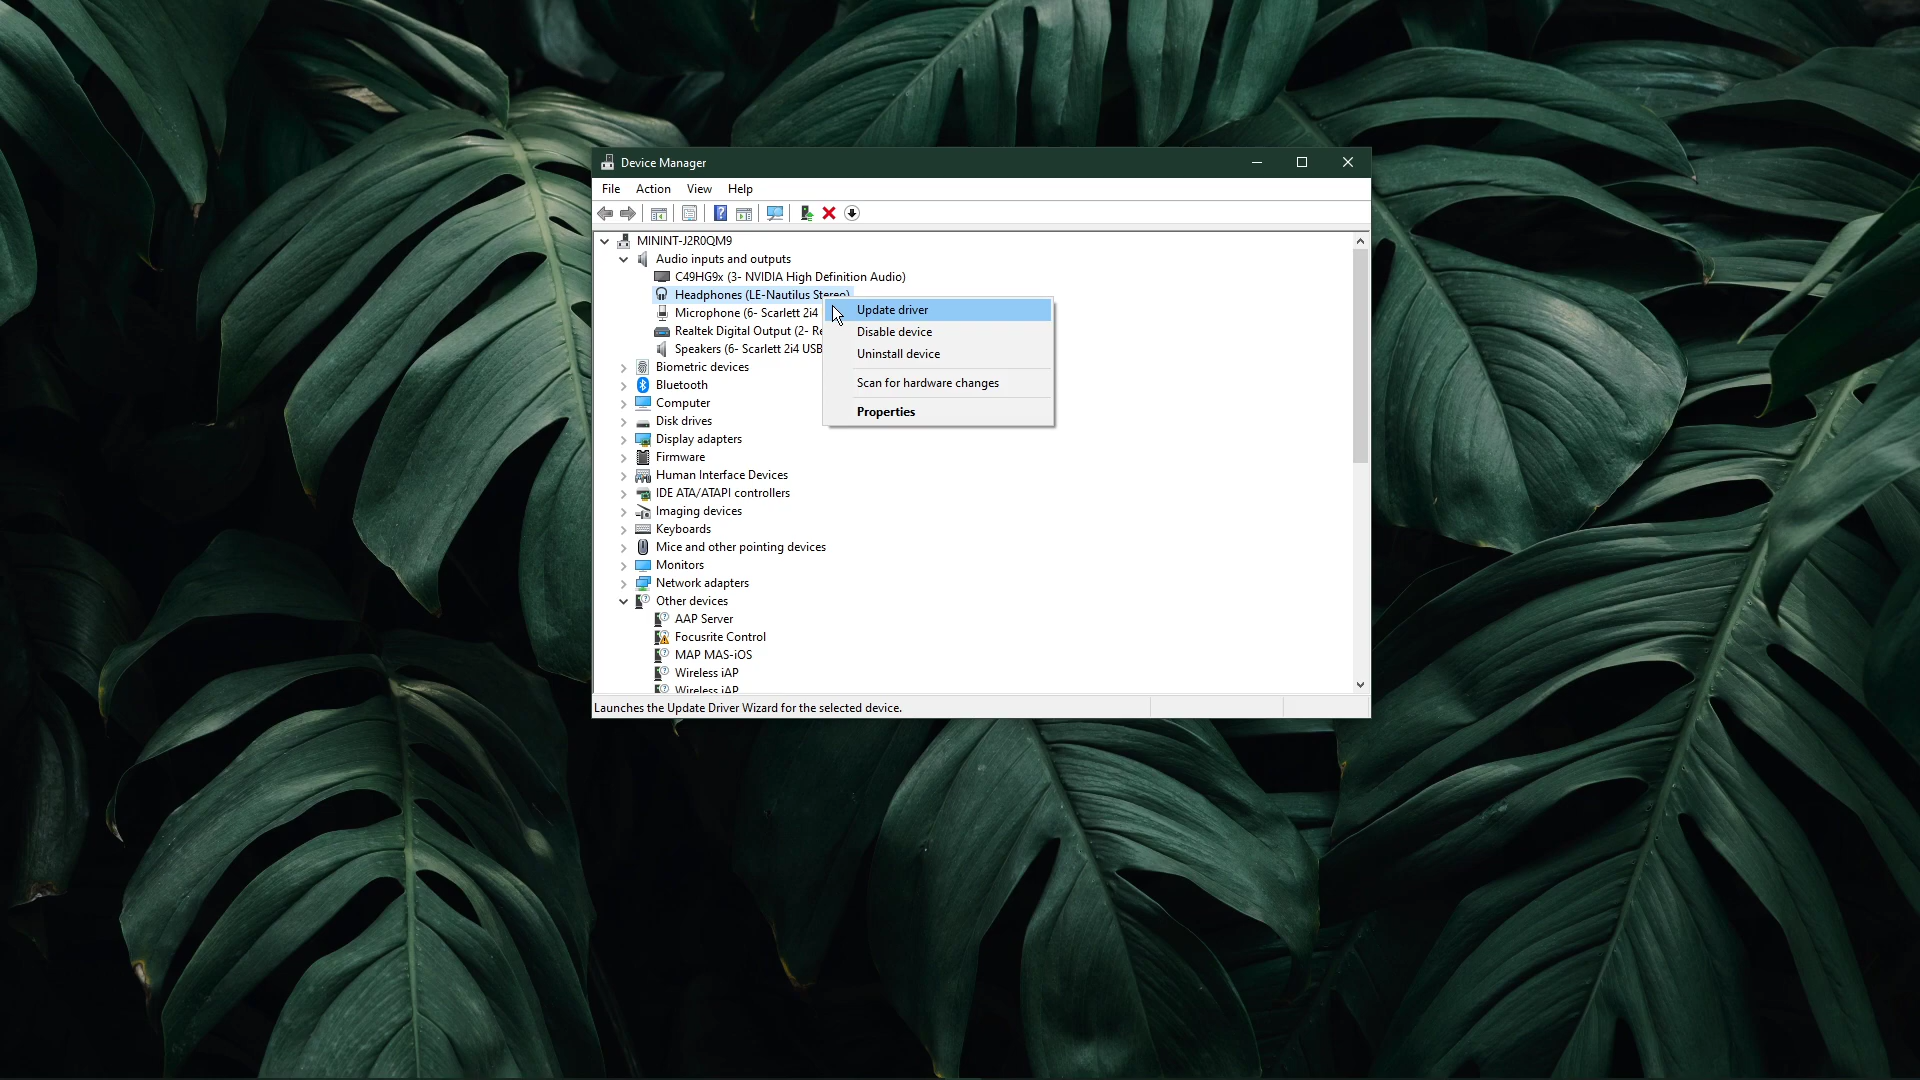 Device Manager
File Action View Help
MININT-J2R0QM9
Audio inputs and outputs
C49HG9x (3- NVIDIA High Definition Audio)
Headphones (LE-Nautilus Stereo)
Microphone (6- Scarlett 2i4
Realtek Digital Output (2- Re
Speakers (6- Scarlett 2i4 USB
Update driver
Disable device
Uninstall device
Scan for hardware changes
Properties
Biometric devices
Bluetooth
Computer
Disk drives
Display adapters
Firmware
Human Interface Devices
IDE ATA/ATAPI controllers
Imaging devices
Keyboards
Mice and other pointing devices
Monitors
Network adapters
Other devices
AAP Server
Focusrite Control
MAP MAS-iOS
Wireless iAP
Wireless iAP
Launches the Update Driver Wizard for the selected device.